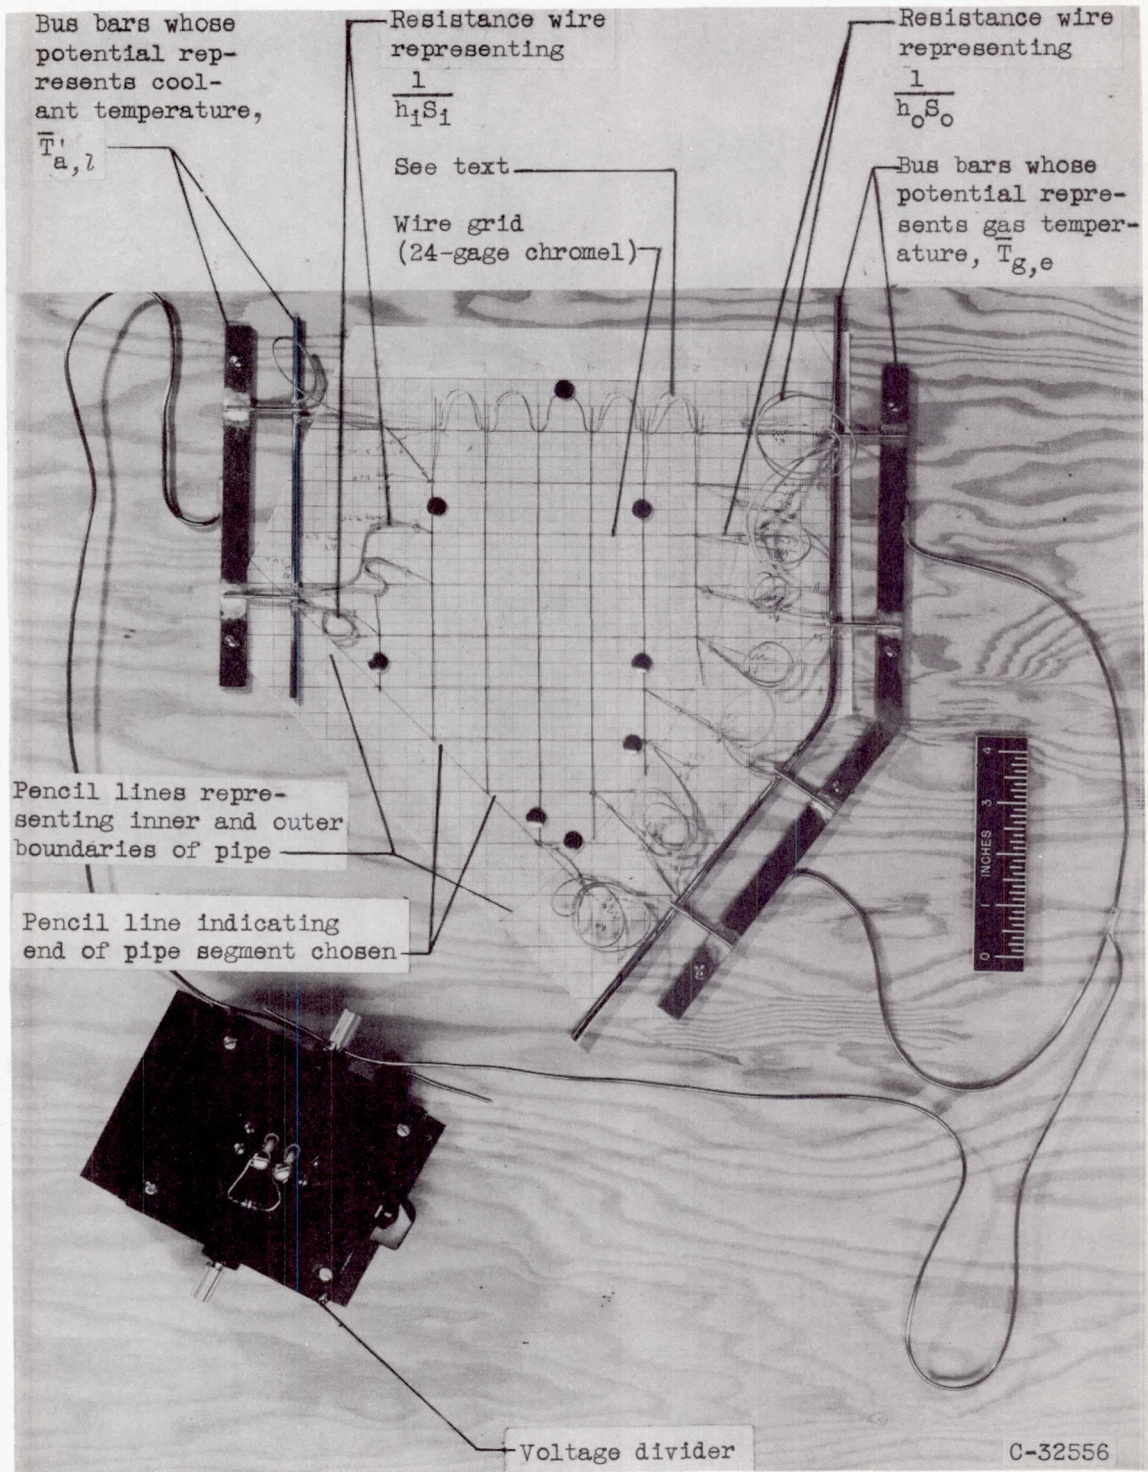 Bus bars whose
potential rep-
resents cool-
ant temperature,
T̅'a,l
Resistance wire
representing
1
hiSi
See text
Wire grid
(24-gage chromel)
Resistance wire
representing
1
hoSo
Bus bars whose
potential repre-
sents gas temper-
ature, T̅g,e
Pencil lines repre-
senting inner and outer
boundaries of pipe
Pencil line indicating
end of pipe segment chosen
0 1 INCHES 3 4
Voltage divider
C-32556